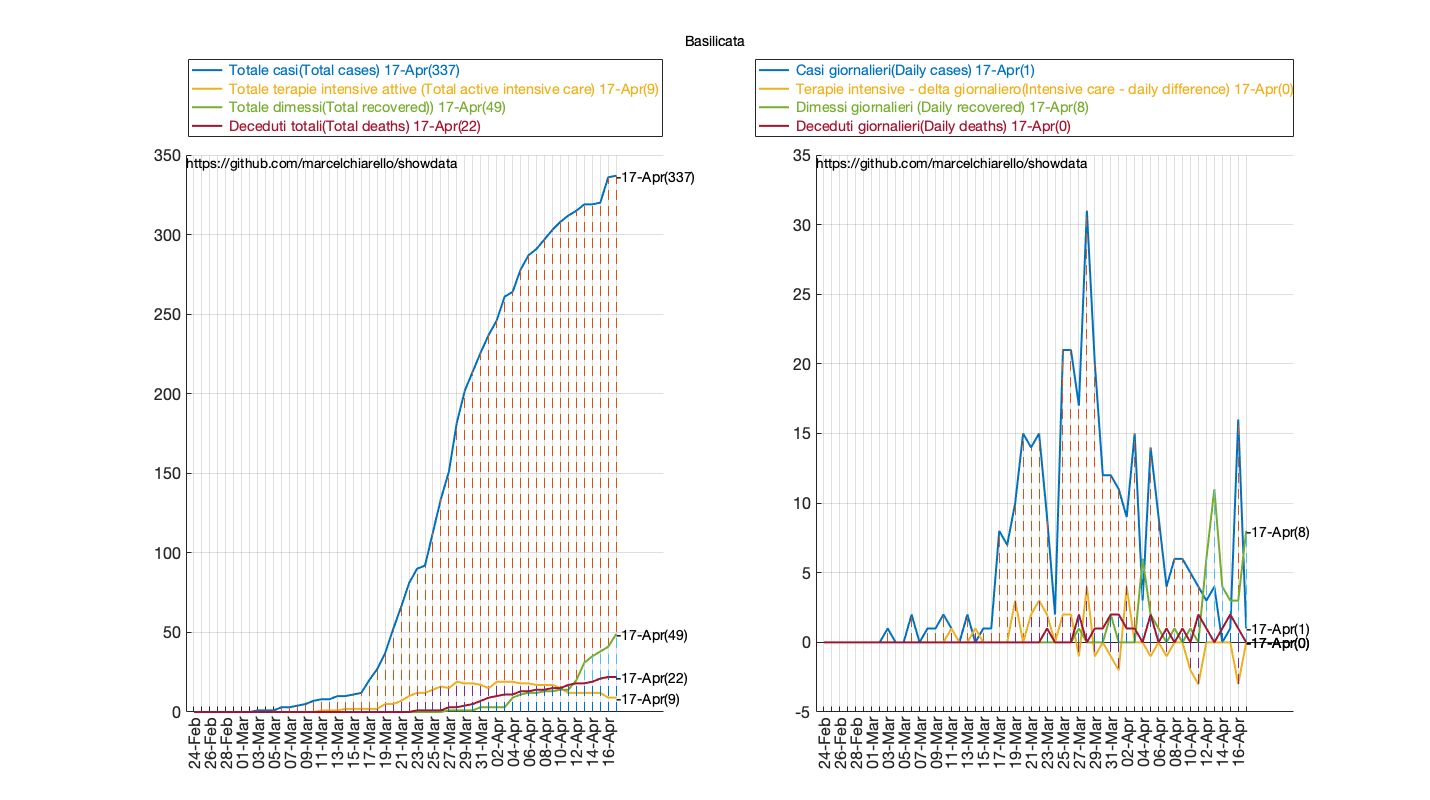 Basilicata
Totale casi(Total cases) 17-Apr(337)
Totale terapie intensive attive (Total active intensive care) 17-Apr(9)
Totale dimessi(Total recovered)) 17-Apr(49)
Deceduti totali(Total deaths) 17-Apr(22)
350
https://github.com/marcelchiarello/showdata
17-Apr(337)
300
250
200
150
100
50
17-Apr(49)
17-Apr(22)
17-Apr(9)
0
24-Feb
26-Feb
28-Feb
01-Mar
03-Mar
05-Mar
07-Mar
09-Mar
11-Mar
13-Mar
15-Mar
17-Mar
19-Mar
21-Mar
23-Mar
25-Mar
27-Mar
29-Mar
31-Mar
02-Apr
04-Apr
06-Apr
08-Apr
10-Apr
12-Apr
14-Apr
16-Apr
Casi giornalieri(Daily cases) 17-Apr(1)
Terapie intensive - delta giornaliero(Intensive care - daily difference) 17-Apr(0)
Dimessi giornalieri (Daily recovered) 17-Apr(8)
Deceduti giornalieri(Daily deaths) 17-Apr(0)
35
https://github.com/marcelchiarello/showdata
30
25
20
15
10
17-Apr(8)
5
17-Apr(1)
0
17-Apr(0)
-5
24-Feb
26-Feb
28-Feb
01-Mar
03-Mar
05-Mar
07-Mar
09-Mar
11-Mar
13-Mar
15-Mar
17-Mar
19-Mar
21-Mar
23-Mar
25-Mar
27-Mar
29-Mar
31-Mar
02-Apr
04-Apr
06-Apr
08-Apr
10-Apr
12-Apr
14-Apr
16-Apr